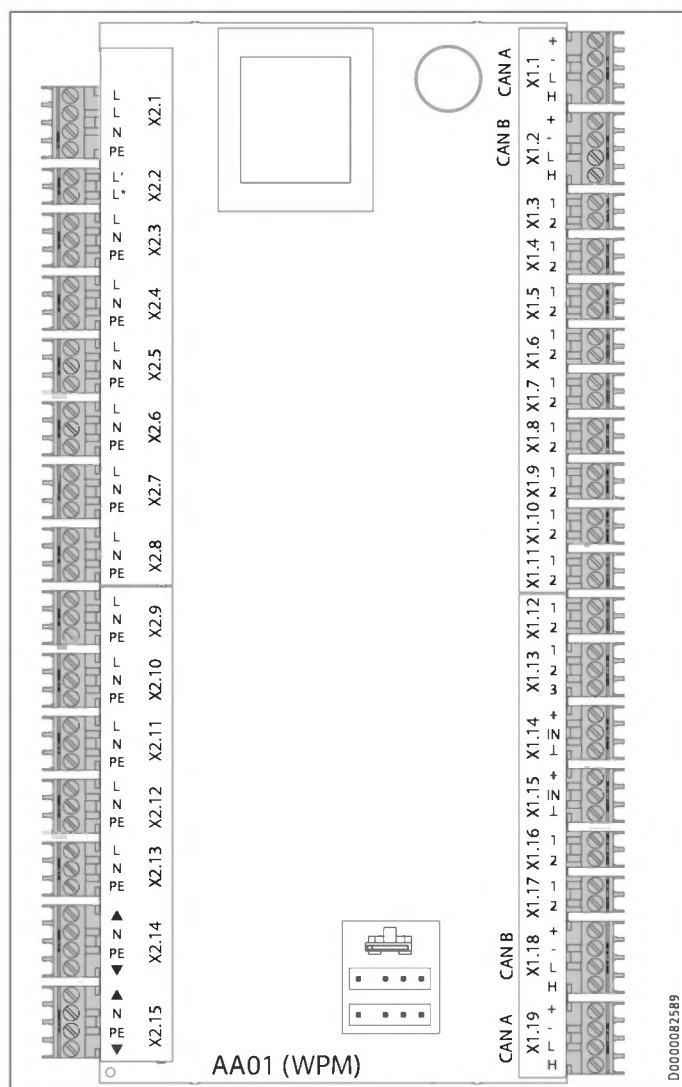 L
L
N
PE
X2.1
L'
L*
X2.2
L
N
PE
X2.3
L
N
PE
X2.4
L
N
PE
X2.5
L
N
PE
X2.6
L
N
PE
X2.7
L
N
PE
X2.8
L
N
PE
X2.9
L
N
PE
X2.10
L
N
PE
X2.11
L
N
PE
X2.12
L
N
PE
X2.13
▲
N
PE
▼
X2.14
▲
N
PE
▼
X2.15
CAN A
X1.1
+
-
L
H
CAN B
X1.2
+
-
L
H
X1.3
1
2
X1.4
1
2
X1.5
1
2
X1.6
1
2
X1.7
1
2
X1.8
1
2
X1.9
1
2
X1.10
1
2
X1.11
1
2
X1.12
1
2
X1.13
1
2
3
X1.14
+
IN
⊥
X1.15
+
IN
⊥
X1.16
1
2
X1.17
1
2
CAN B
X1.18
+
-
L
H
CAN A
X1.19
+
-
L
H
AA01 (WPM)
D0000082589